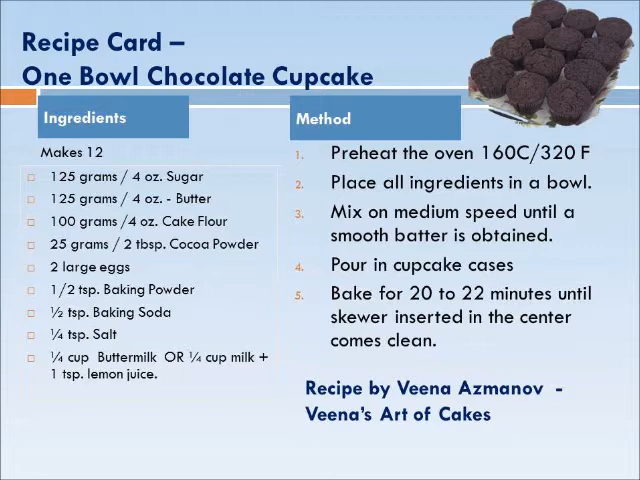 Recipe Card –
One Bowl Chocolate Cupcake
Ingredients
Makes 12
125 grams / 4 oz. Sugar
125 grams / 4 oz. - Butter
100 grams /4 oz. Cake Flour
25 grams / 2 tbsp. Cocoa Powder
2 large eggs
1/2 tsp. Baking Powder
½ tsp. Baking Soda
¼ tsp. Salt
¼ cup Buttermilk OR ¼ cup milk +
1 tsp. lemon juice.
Method
1. Preheat the oven 160C/320 F
2. Place all ingredients in a bowl.
3. Mix on medium speed until a
smooth batter is obtained.
4. Pour in cupcake cases
5. Bake for 20 to 22 minutes until
skewer inserted in the center
comes clean.
Recipe by Veena Azmanov -
Veena's Art of Cakes